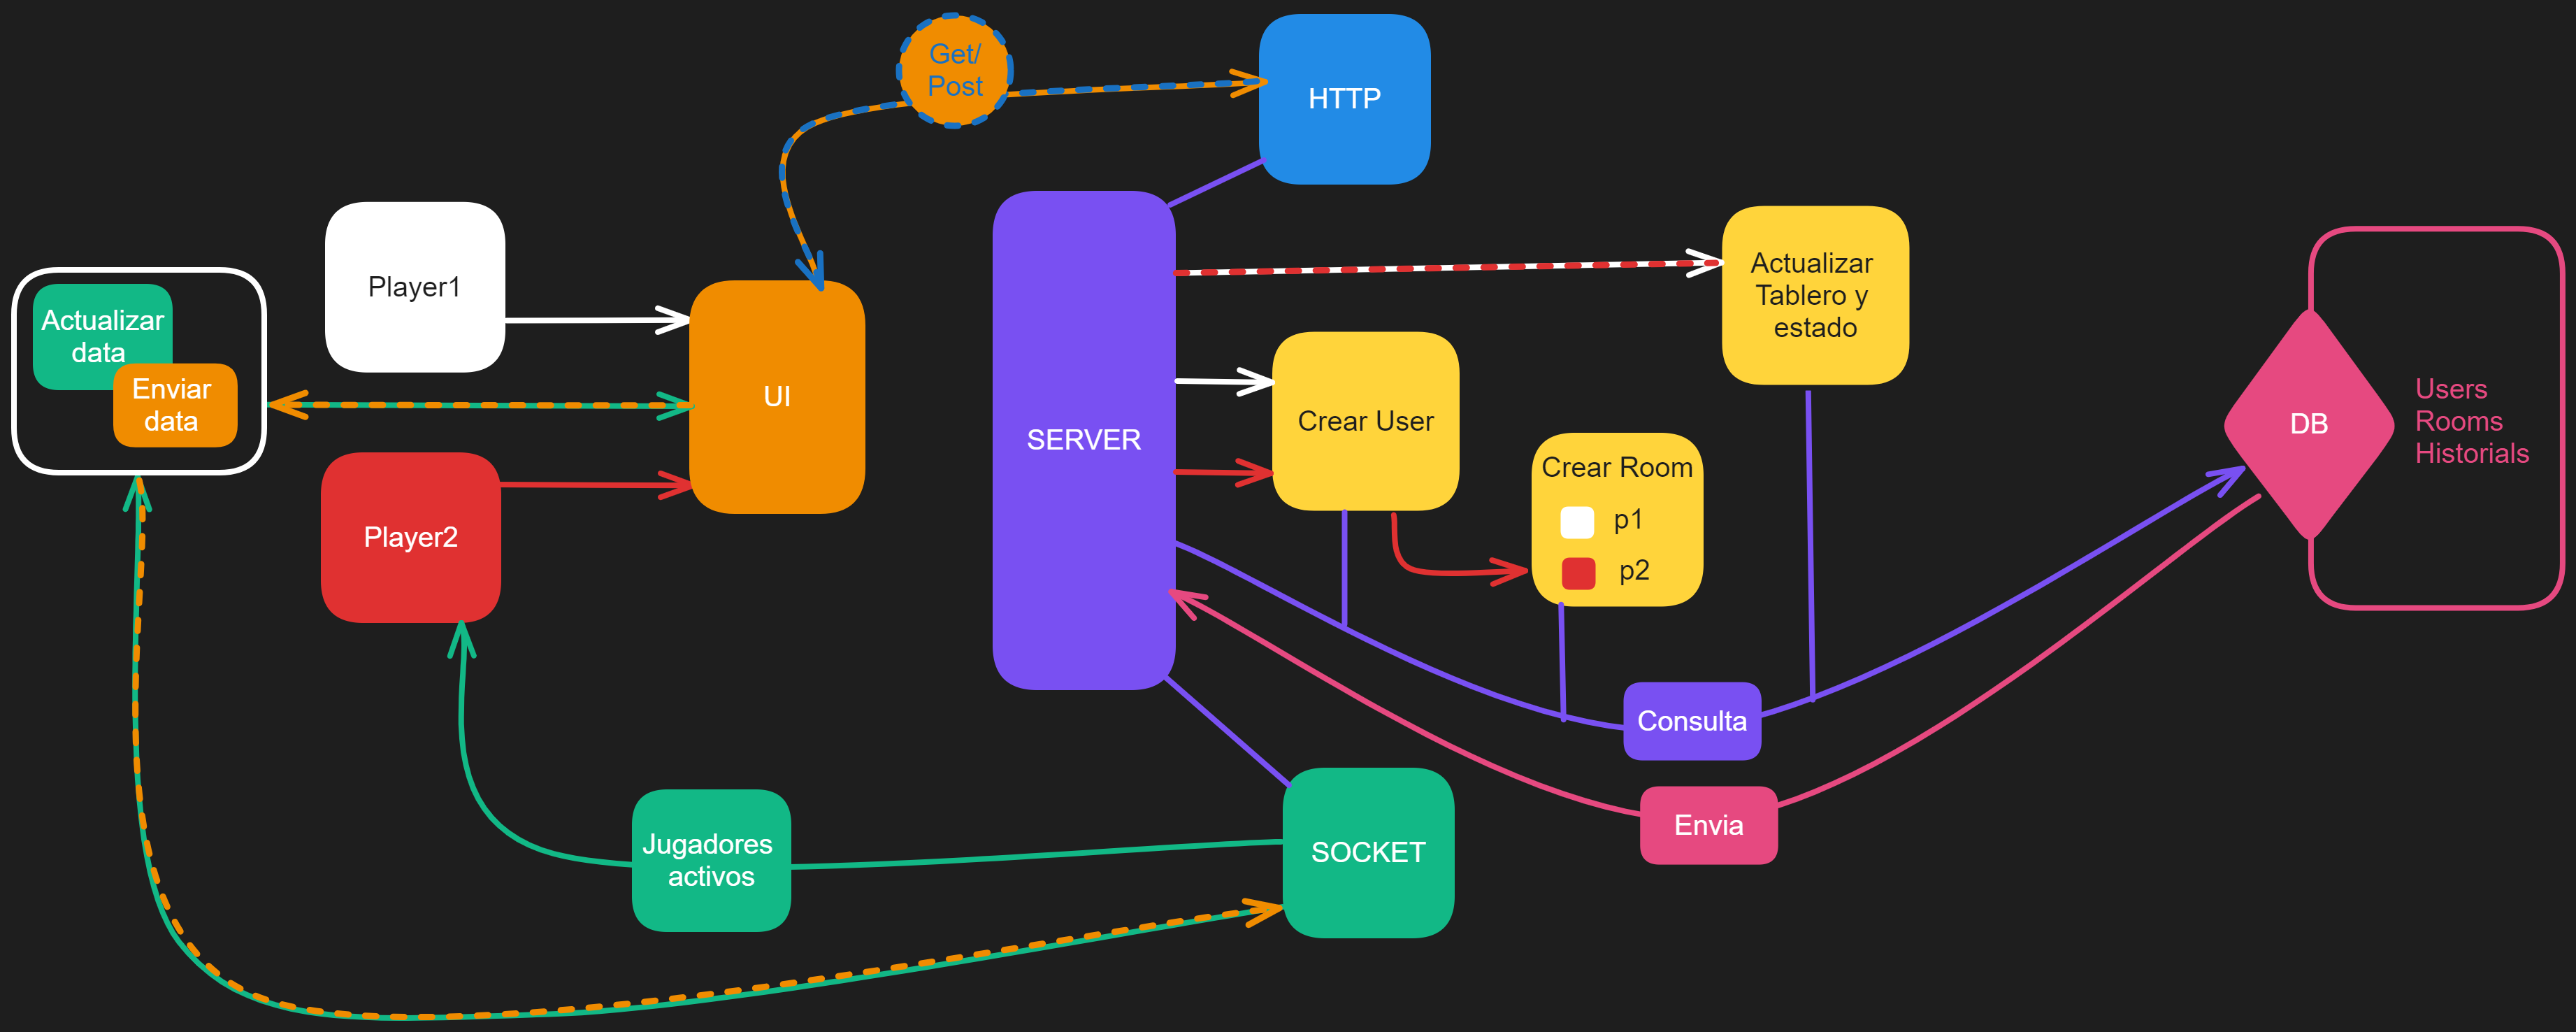 Get/
Post
HTTP
Player1
Actualizar
data
Enviar
data
UI
Player2
SERVER
Actualizar
Tablero y
estado
Crear User
Crear Room
p1
p2
DB
Users
Rooms
Historials
Consulta
Envia
Jugadores
activos
SOCKET